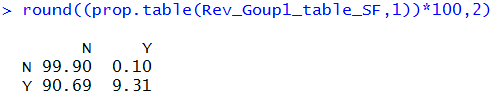 > round((prop.table(Rev_Goup1_table_SF,1))*100,2)
N Y
N 99.90 0.10
Y 90.69 9.31